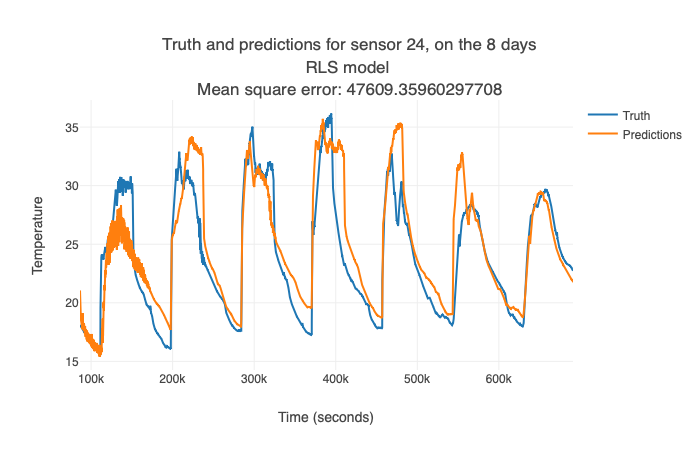 Truth and predictions for sensor 24, on the 8 days
RLS model
Mean square error: 47609.35960297708
Truth
Predictions
Temperature
35
30
25
20
15
100k 200k 300k 400k 500k 600k
Time (seconds)